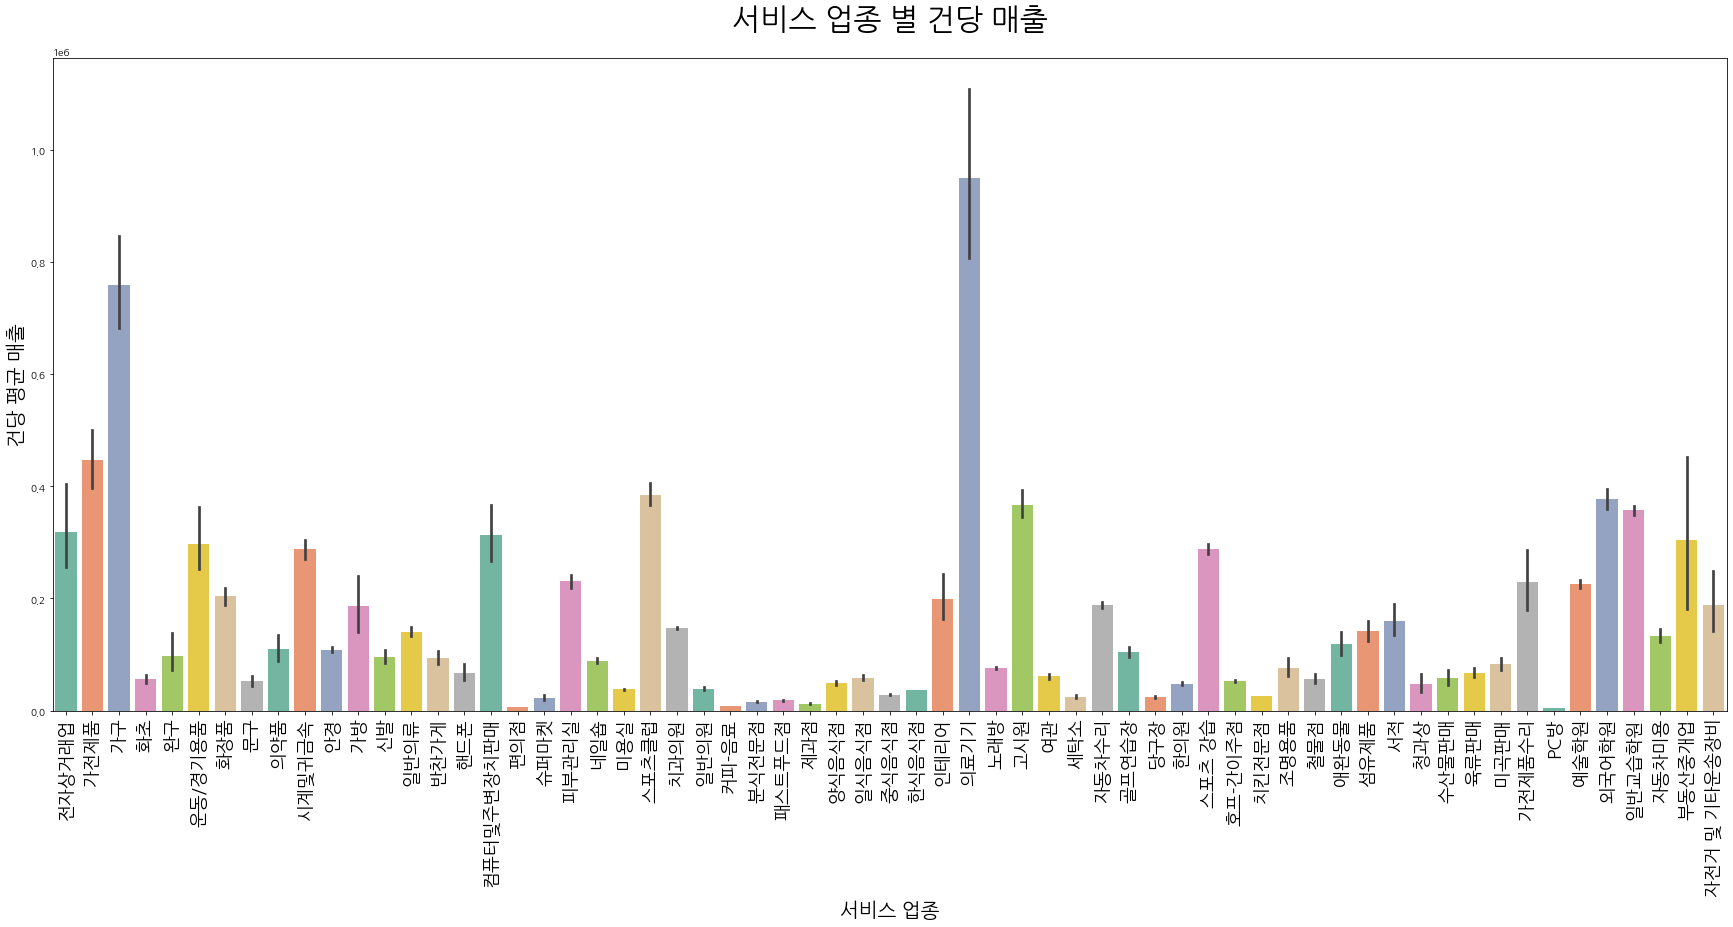 서비스 업종 별 건당 매출
1e6
1.0
0.8
0.6
0.4
0.2
0.0
건당 평균 매출
전자상거래업
가전제품
가구
화초
완구
운동/경기용품
화장품
문구
의약품
시계및귀금속
안경
가방
신발
일반의류
반찬가게
핸드폰
컴퓨터및주변장치판매
편의점
슈퍼마켓
피부관리실
네일숍
미용실
스포츠클럽
치과의원
일반의원
커피-음료
분식전문점
패스트푸드점
제과점
양식음식점
일식음식점
중식음식점
한식음식점
인테리어
의료기기
노래방
고시원
여관
세탁소
자동차수리
골프연습장
당구장
한의원
스포츠 강습
호프-간이주점
치킨전문점
조명용품
철물점
애완동물
섬유제품
서적
청과상
수산물판매
육류판매
미곡판매
가전제품수리
PC방
예술학원
외국어학원
일반교습학원
자동차미용
부동산중개업
자전거 및 기타운송장비
서비스 업종